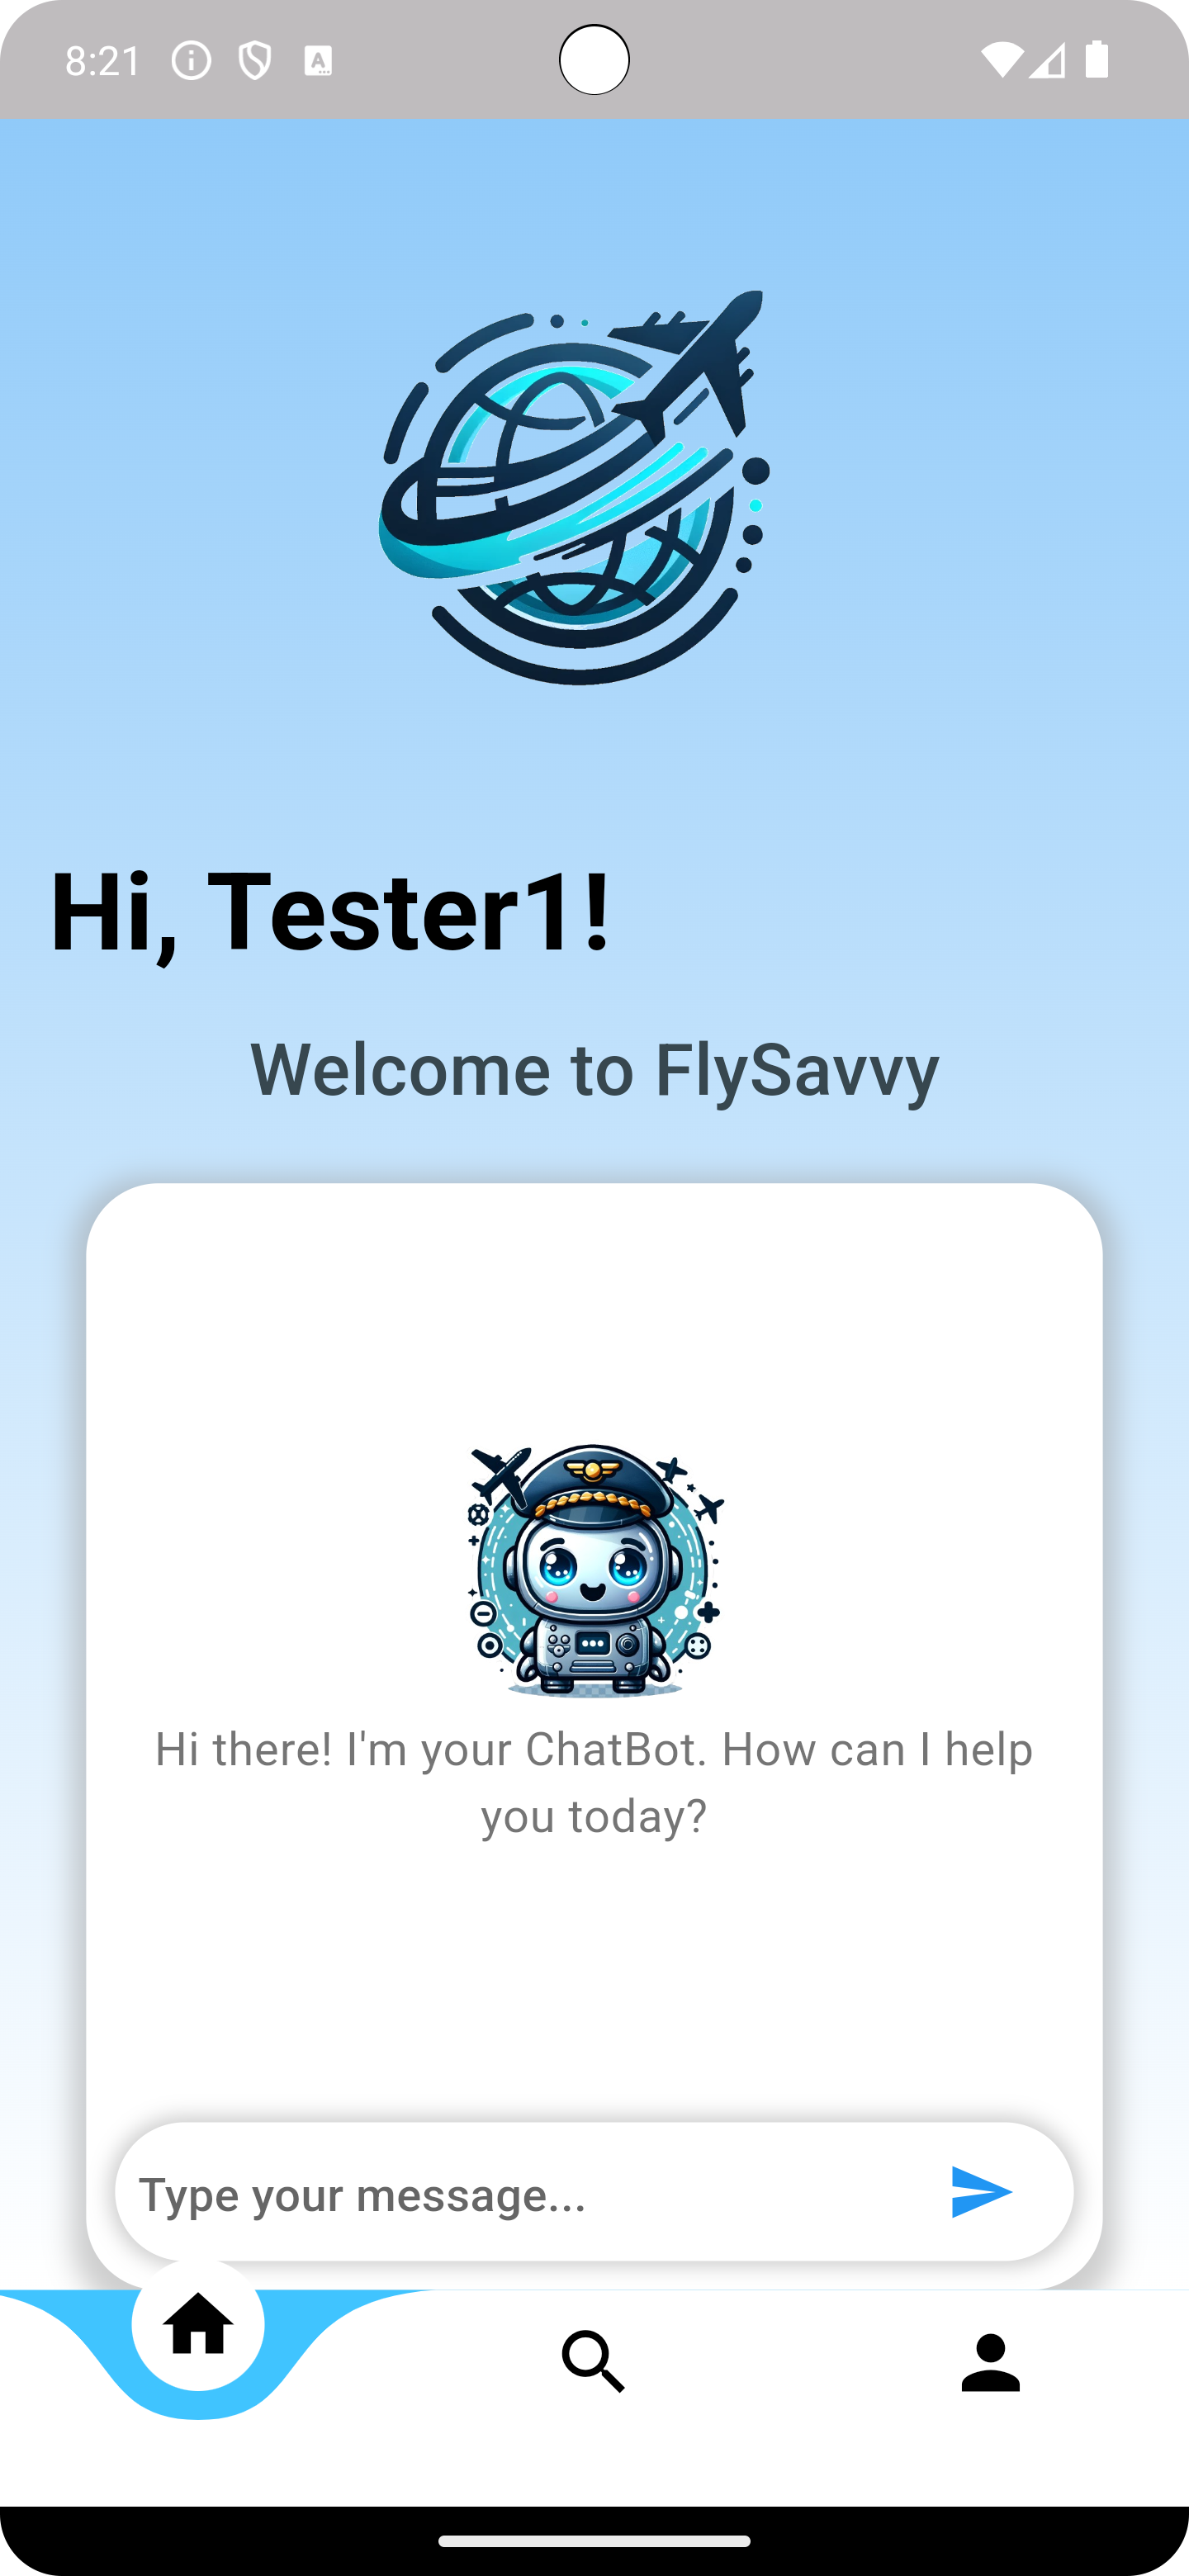 8:21
Hi, Tester1!
Welcome to FlySavvy
Hi there! I'm your ChatBot. How can I help
you today?
Type your message...